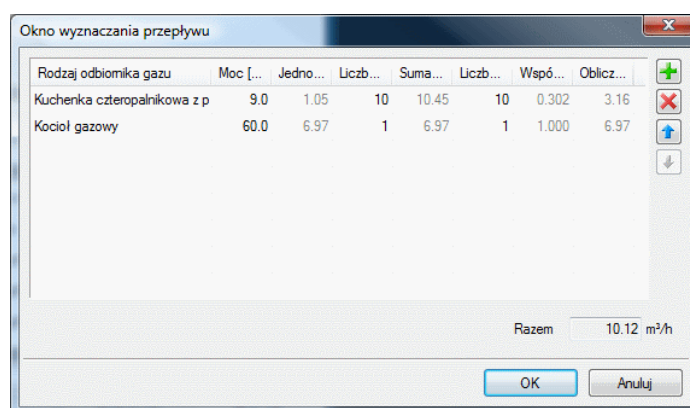 Okno wyznaczania przepływu
Rodzaj odbiornika gazu Moc [... Jedno... Liczb... Suma... Liczb... Wspó... Oblicz...
Kuchenka czteropalnikowa z p 9.0 1.05 10 10.45 10 0.302 3.16
Kocioł gazowy 60.0 6.97 1 6.97 1 1.000 6.97
Razem 10.12 m³/h
OK Anuluj